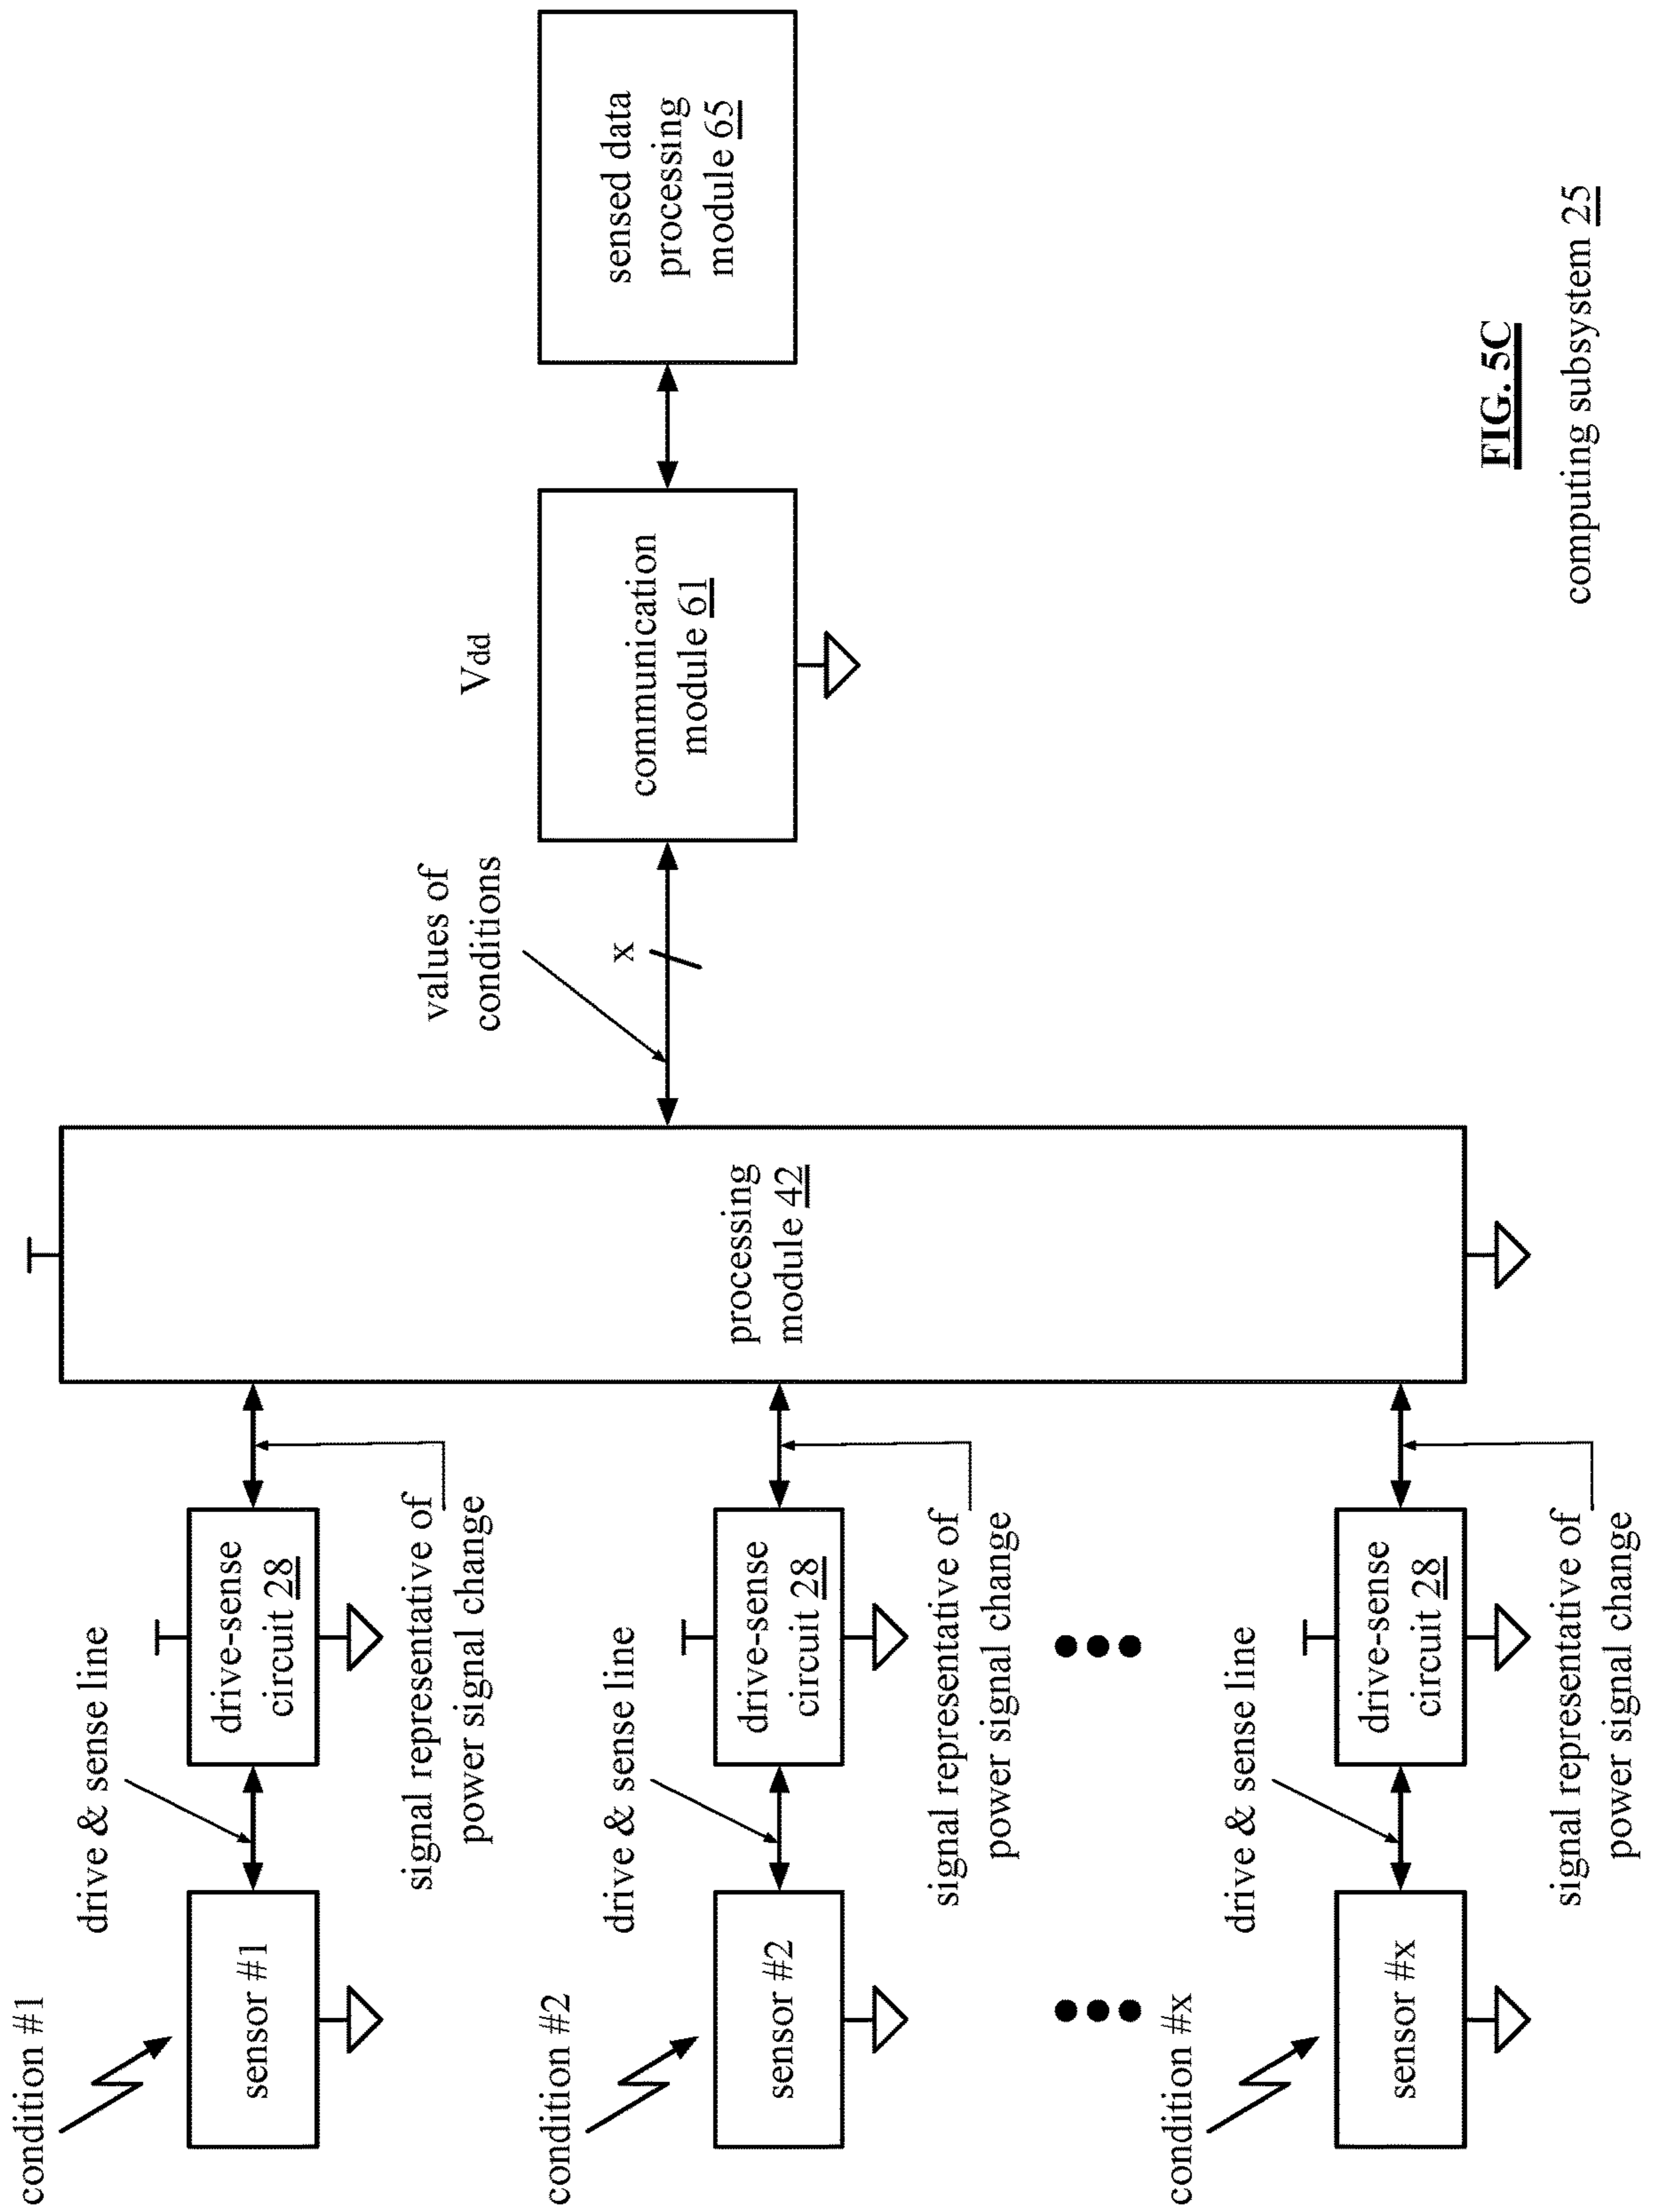 condition #1
sensor #1
drive & sense line
drive-sense
circuit 28
signal representative of
power signal change
condition #2
sensor #2
drive & sense line
drive-sense
circuit 28
signal representative of
power signal change
condition #x
sensor #x
drive & sense line
drive-sense
circuit 28
signal representative of
power signal change
processing
module 42
values of
conditions
x
Vdd
communication
module 61
sensed data
processing
module 65
FIG. 5C
computing subsystem 25